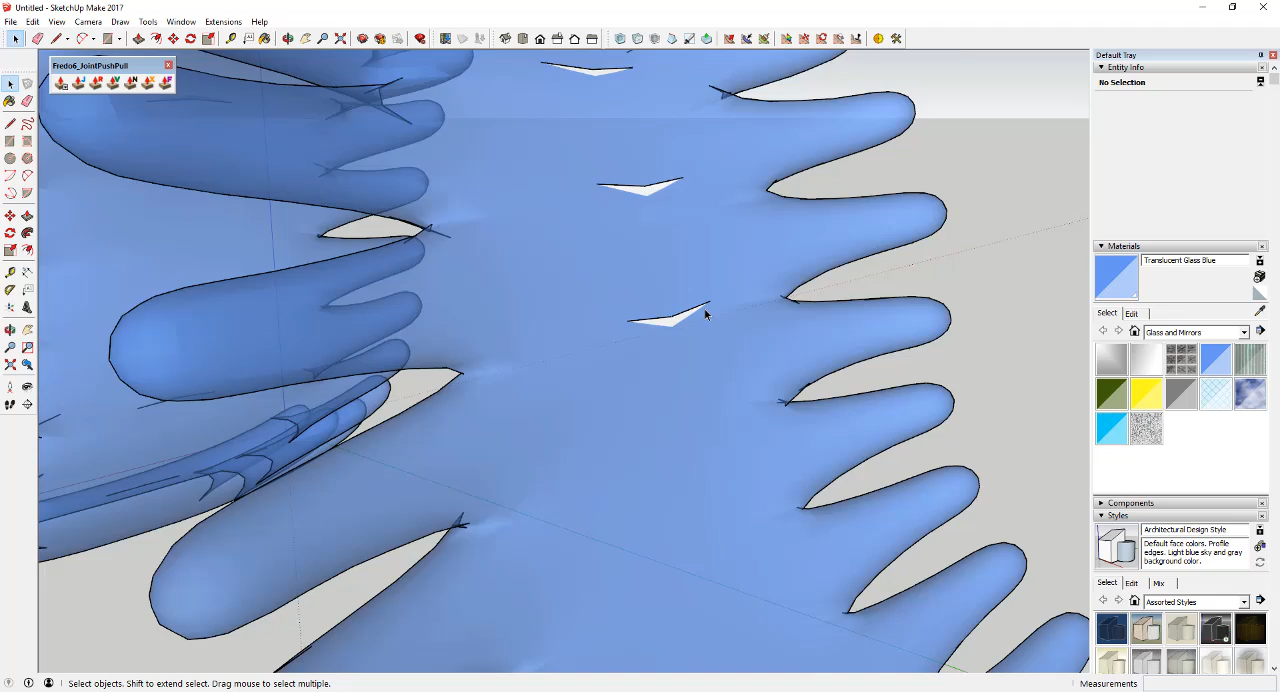 Untitled - SketchUp Make 2017
File Edit View Camera Draw Tools Window Extensions Help
Fredo6_JointPushPull
J R V N X F
Default Tray
Entity Info
No Selection
Materials
Translucent Glass Blue
Select Edit
Glass and Mirrors
Components
Styles
Architectural Design Style
Default face colors. Profile
edges. Light blue sky and gray
background color.
Select Edit Mix
Assorted Styles
Select objects. Shift to extend select. Drag mouse to select multiple.
Measurements